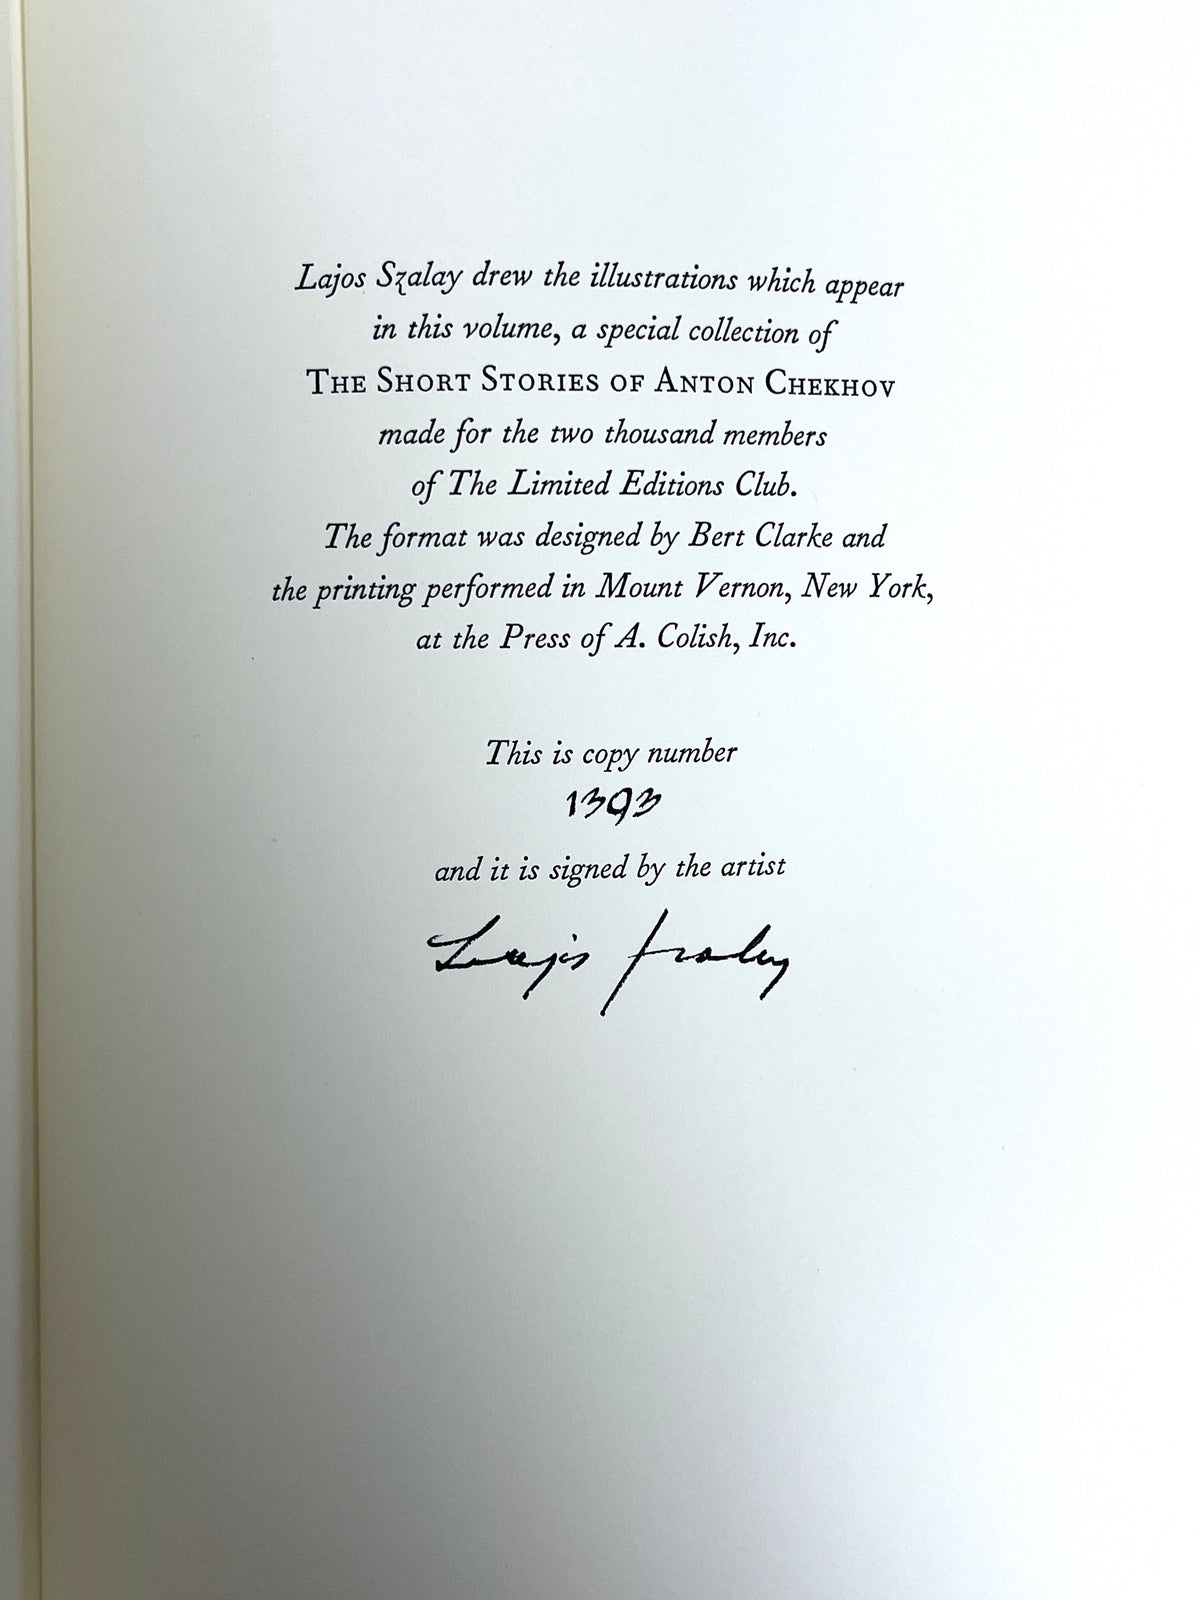 Lajos Szalay drew the illustrations which appear
in this volume, a special collection of
THE SHORT STORIES OF ANTON CHEKHOV
made for the two thousand members
of The Limited Editions Club.
The format was designed by Bert Clarke and
the printing performed in Mount Vernon, New York,
at the Press of A. Colish, Inc.
This is copy number
1393
and it is signed by the artist
Lajos Szalay